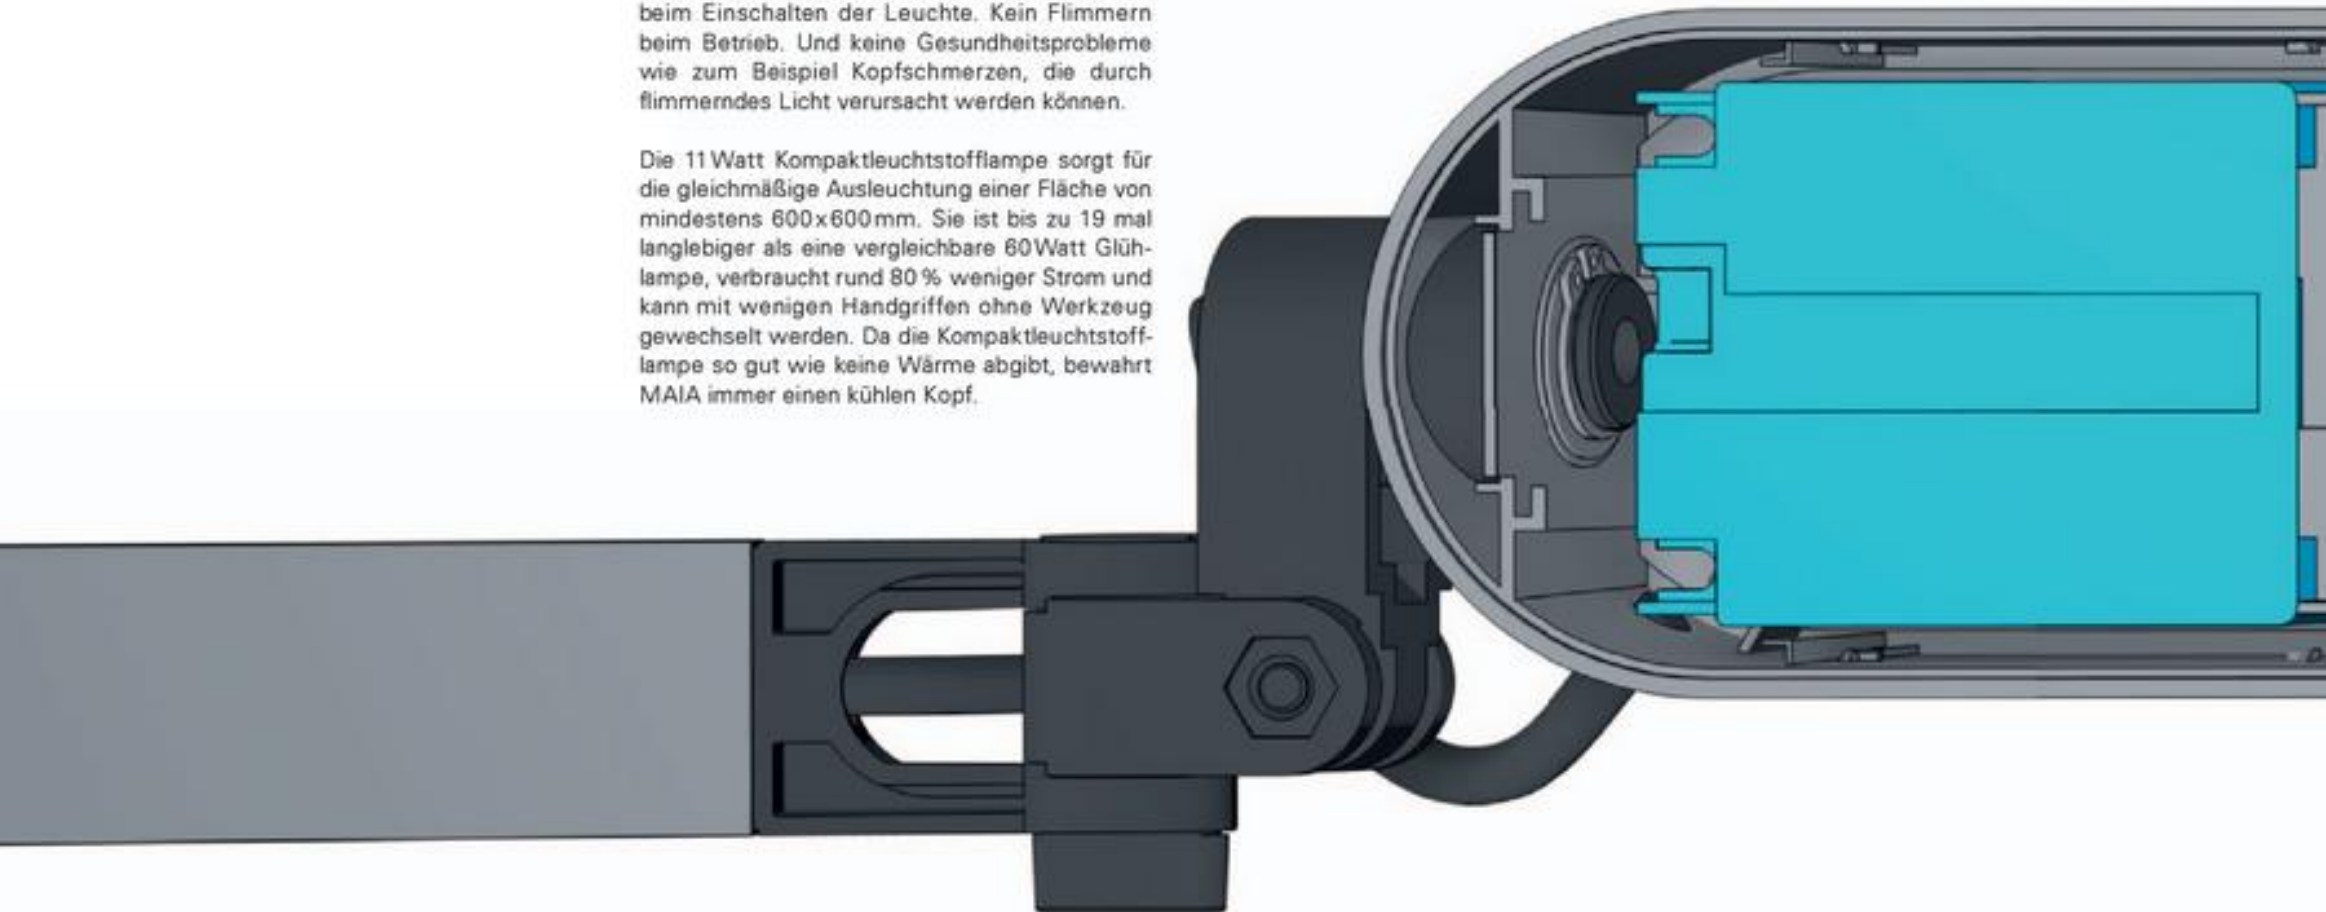 beim Einschalten der Leuchte. Kein Flimmern
beim Betrieb. Und keine Gesundheitsprobleme
wie zum Beispiel Kopfschmerzen, die durch
flimmerndes Licht verursacht werden können.
Die 11 Watt Kompaktleuchtstofflampe sorgt für
die gleichmäßige Ausleuchtung einer Fläche von
mindestens 600x600mm. Sie ist bis zu 19 mal
langlebiger als eine vergleichbare 60 Watt Glüh-
lampe, verbraucht rund 80 % weniger Strom und
kann mit wenigen Handgriffen ohne Werkzeug
gewechselt werden. Da die Kompaktleuchtstoff-
lampe so gut wie keine Wärme abgibt, bewahrt
MAIA immer einen kühlen Kopf.